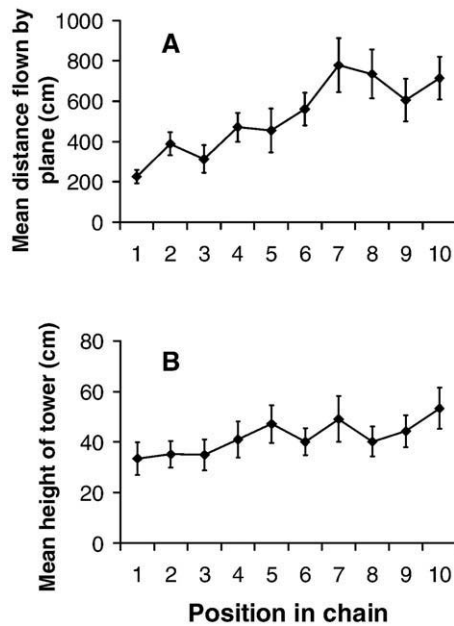 A
Mean distance flown by
plane (cm)
1000
800
600
400
200
0
1 2 3 4 5 6 7 8 9 10
B
Mean height of tower (cm)
80
60
40
20
0
1 2 3 4 5 6 7 8 9 10
Position in chain